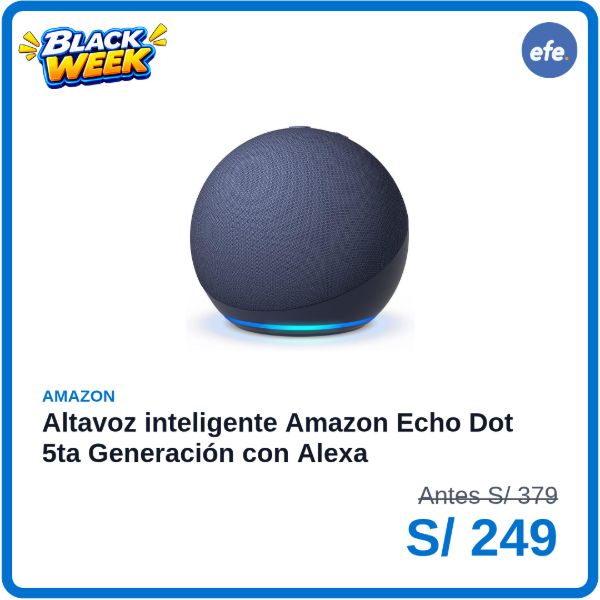 BLACK
WEEK
efe.
AMAZON
Altavoz inteligente Amazon Echo Dot
5ta Generación con Alexa
Antes S/ 379
S/ 249